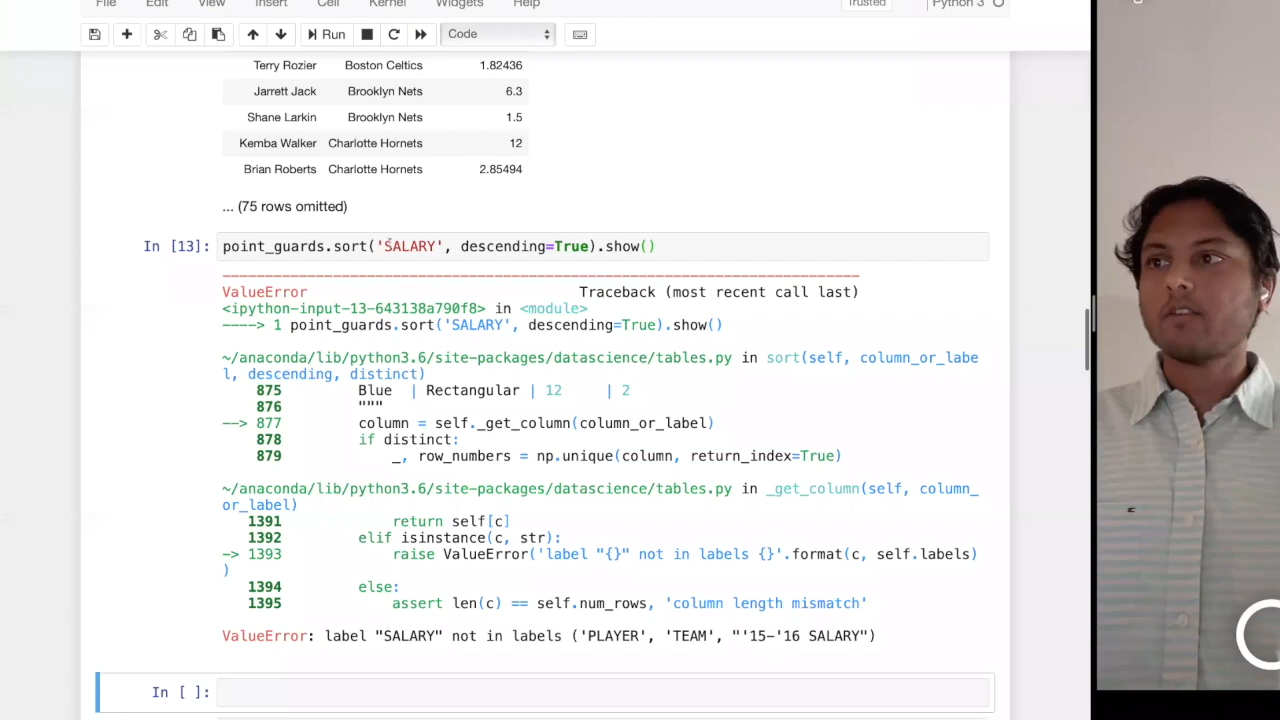 File Edit View Insert Cell Kernel Widgets Help Trusted Python 3
Run Code
Terry Rozier Boston Celtics 1.82436
Jarrett Jack Brooklyn Nets 6.3
Shane Larkin Brooklyn Nets 1.5
Kemba Walker Charlotte Hornets 12
Brian Roberts Charlotte Hornets 2.85494
... (75 rows omitted)
In [13]: point_guards.sort('SALARY', descending=True).show()
---------------------------------------------------------------------------
ValueError Traceback (most recent call last)
<ipython-input-13-643138a790f8> in <module>
----> 1 point_guards.sort('SALARY', descending=True).show()
~/anaconda/lib/python3.6/site-packages/datascience/tables.py in sort(self, column_or_labe
l, descending, distinct)
875 Blue | Rectangular | 12 | 2
876 """
--> 877 column = self._get_column(column_or_label)
878 if distinct:
879 _, row_numbers = np.unique(column, return_index=True)
~/anaconda/lib/python3.6/site-packages/datascience/tables.py in _get_column(self, column_
or_label)
1391 return self[c]
1392 elif isinstance(c, str):
-> 1393 raise ValueError('label "{}" not in labels {}'.format(c, self.labels)
)
1394 else:
1395 assert len(c) == self.num_rows, 'column length mismatch'
ValueError: label "SALARY" not in labels ('PLAYER', 'TEAM', "'15-'16 SALARY")
In [ ]: